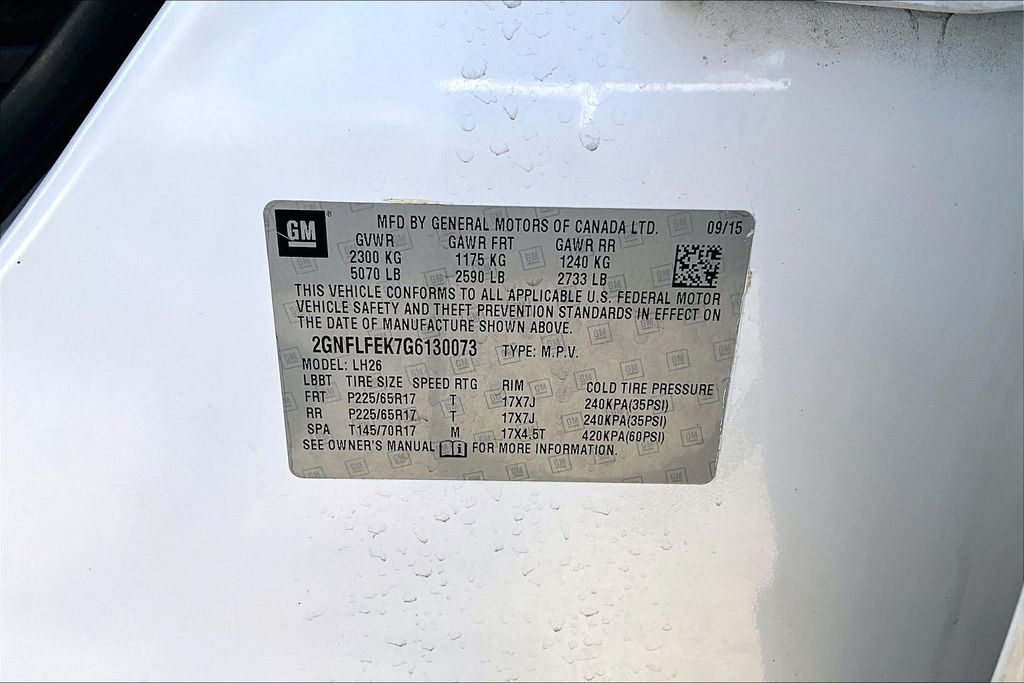 GM ® MFD BY GENERAL MOTORS OF CANADA LTD. 09/15
GVWR GAWR FRT GAWR RR
2300 KG 1175 KG 1240 KG
5070 LB 2590 LB 2733 LB
THIS VEHICLE CONFORMS TO ALL APPLICABLE U.S. FEDERAL MOTOR
VEHICLE SAFETY AND THEFT PREVENTION STANDARDS IN EFFECT ON
THE DATE OF MANUFACTURE SHOWN ABOVE.
2GNFLFEK7G6130073 TYPE: M.P.V.
MODEL: LH26
LBBT TIRE SIZE SPEED RTG RIM COLD TIRE PRESSURE
FRT P225/65R17 T 17X7J 240KPA(35PSI)
RR P225/65R17 T 17X7J 240KPA(35PSI)
SPA T145/70R17 M 17X4.5T 420KPA(60PSI)
SEE OWNER'S MANUAL i FOR MORE INFORMATION.